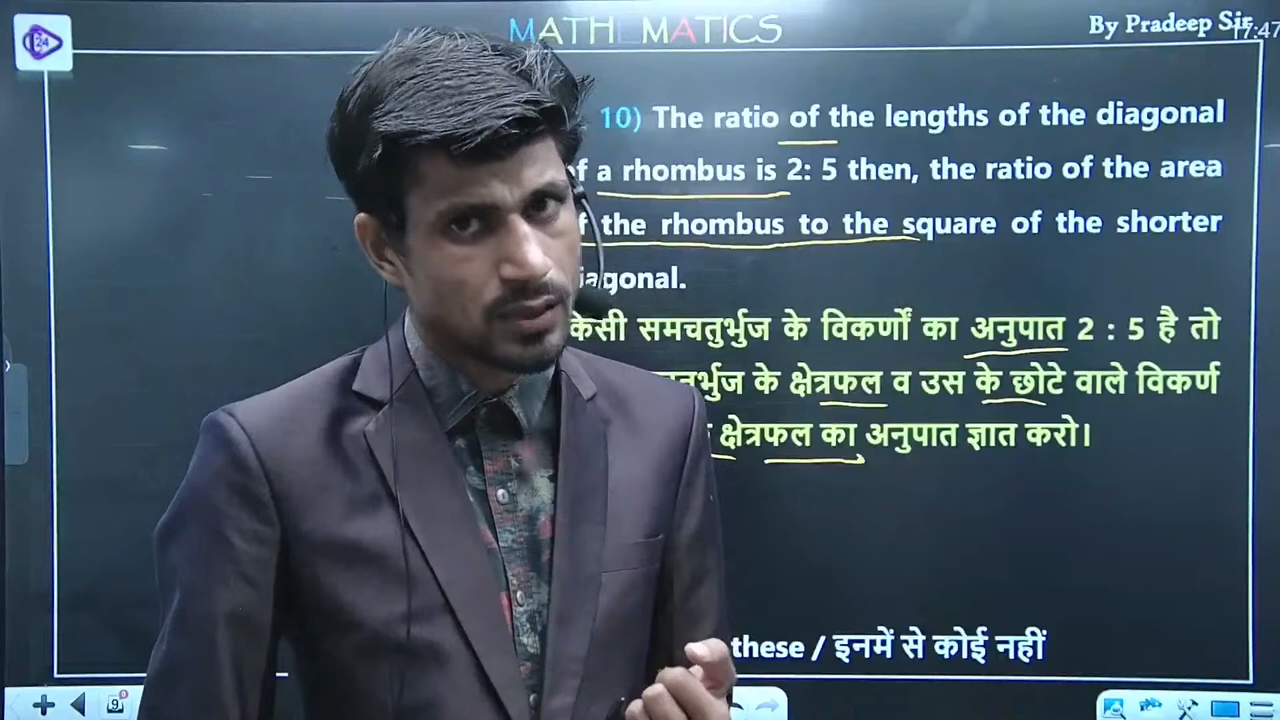 MATHEMATICS
By Pradeep Sir
17:47
24
10) The ratio of the lengths of the diagonal
a rhombus is 2: 5 then, the ratio of the area
the rhombus to the square of the shorter
iagonal.
किसी समचतुर्भुज के विकर्णों का अनुपात 2 : 5 है तो
के क्षेत्रफल व उस के छोटे वाले विकर्ण
क्षेत्रफल का अनुपात ज्ञात करो।
these / इनमें से कोई नहीं
9